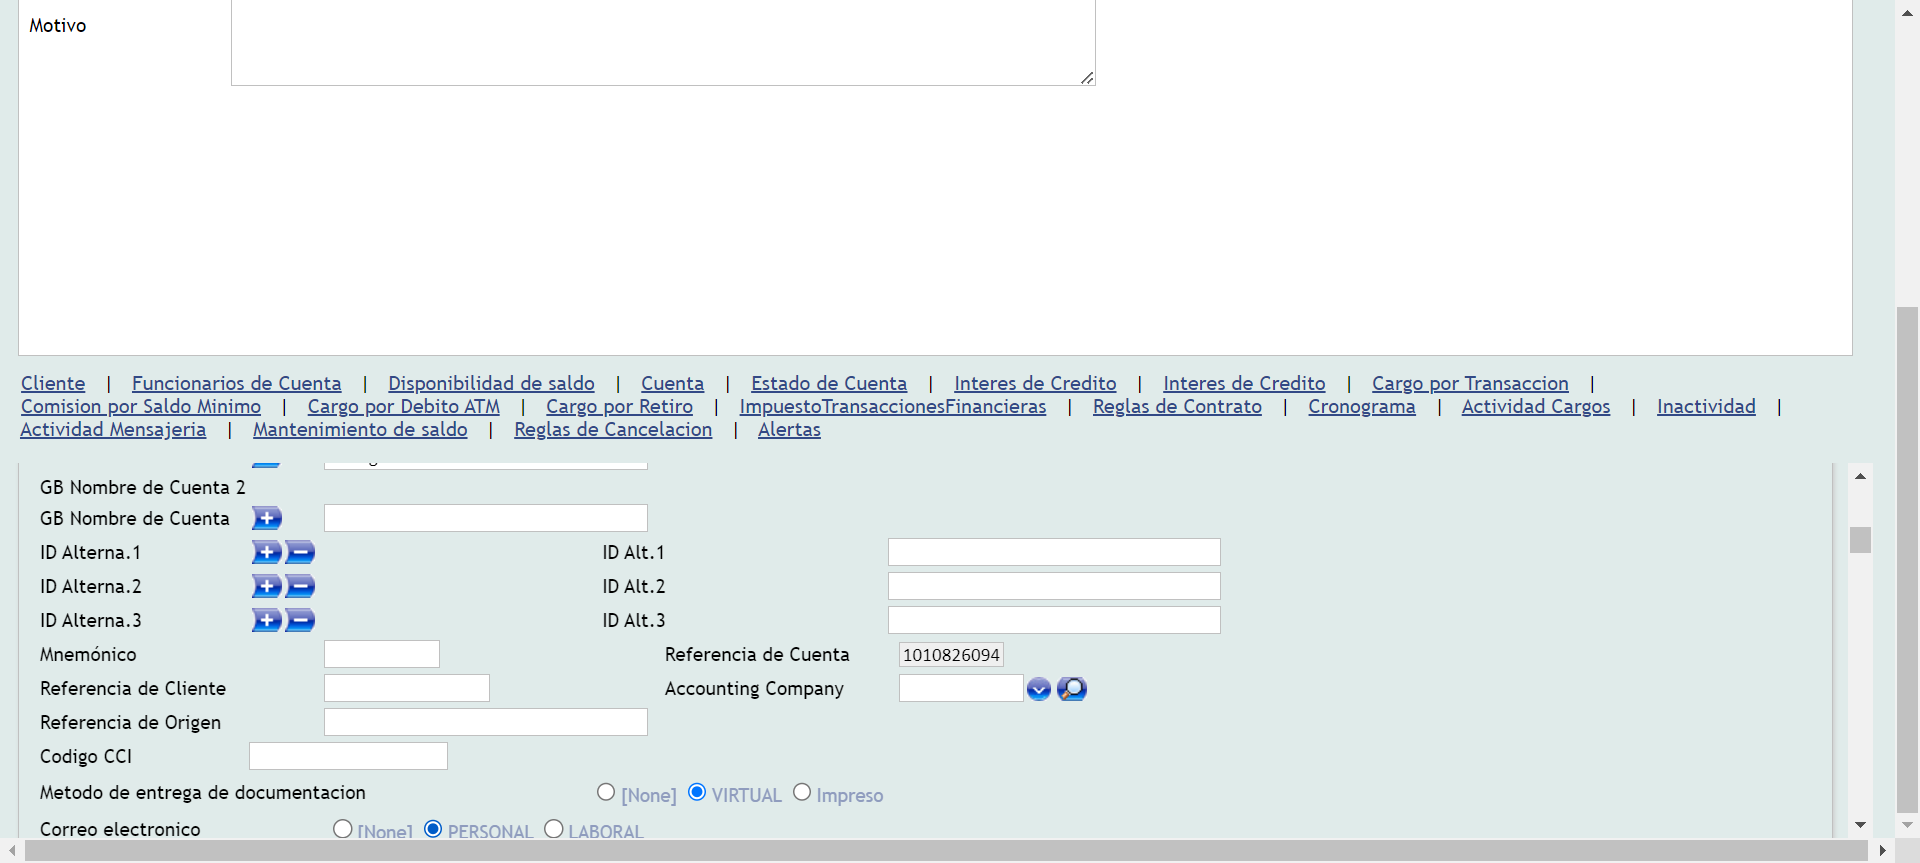 Motivo
Cliente | Funcionarios de Cuenta | Disponibilidad de saldo | Cuenta | Estado de Cuenta | Interes de Credito | Interes de Credito | Cargo por Transaccion |
Comision por Saldo Minimo | Cargo por Debito ATM | Cargo por Retiro | ImpuestoTransaccionesFinancieras | Reglas de Contrato | Cronograma | Actividad Cargos | Inactividad |
Actividad Mensajeria | Mantenimiento de saldo | Reglas de Cancelacion | Alertas
GB Nombre de Cuenta 2
GB Nombre de Cuenta
ID Alterna.1 ID Alt.1
ID Alterna.2 ID Alt.2
ID Alterna.3 ID Alt.3
Mnemónico Referencia de Cuenta 1010826094
Referencia de Cliente Accounting Company
Referencia de Origen
Codigo CCI
Metodo de entrega de documentacion [None] VIRTUAL Impreso
Correo electronico [None] PERSONAL LABORAL